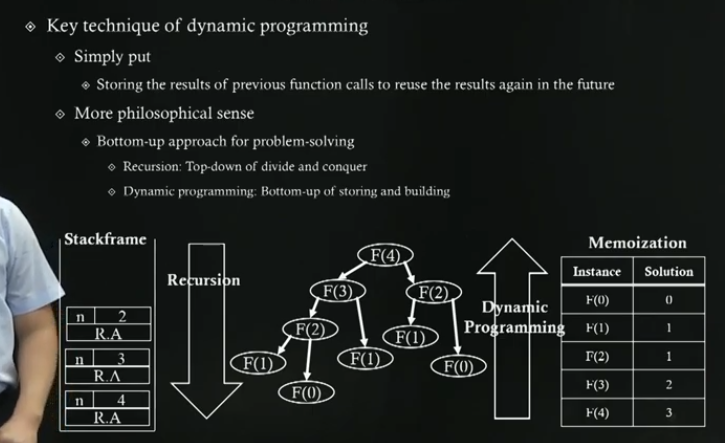 Key technique of dynamic programming
Simply put
Storing the results of previous function calls to reuse the results again in the future
More philosophical sense
Bottom-up approach for problem-solving
Recursion: Top-down of divide and conquer
Dynamic programming: Bottom-up of storing and building
Stackframe
n 2
R.A
n 3
R.A
n 4
R.A
Recursion
F(4)
F(3) F(2)
F(2) F(1)
F(1) F(1) F(0)
F(0)
Dynamic
Programming
Memoization
Instance Solution
F(0) 0
F(1) 1
F(2) 1
F(3) 2
F(4) 3